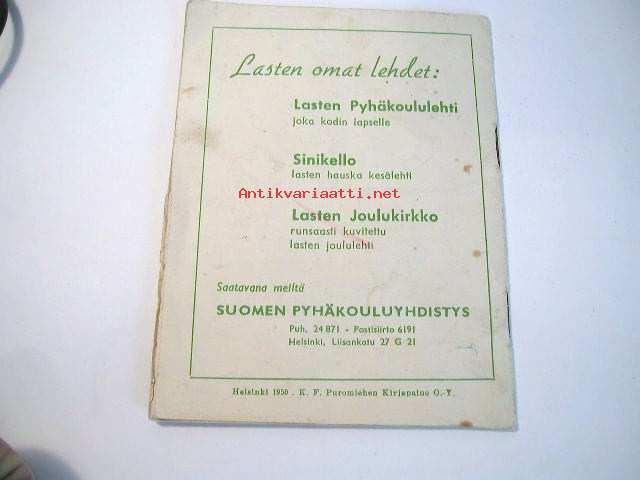 Lasten omat lehdet:
Lasten Pyhäkoululehti
joka kodin lapselle
Sinikello
lasten hauska kesälehti
Antikvariaatti.net
Lasten Joulukirkko
runsaasti kuvitettu
lasten joululehti
Saatavana meiltä
SUOMEN PYHÄKOULUYHDISTYS
Puh. 24 871 - Postisiirto 6191
Helsinki, Liisankatu 27 G 21
Helsinki 1950 . K. F. Puromiehen Kirjapaino O.-Y.